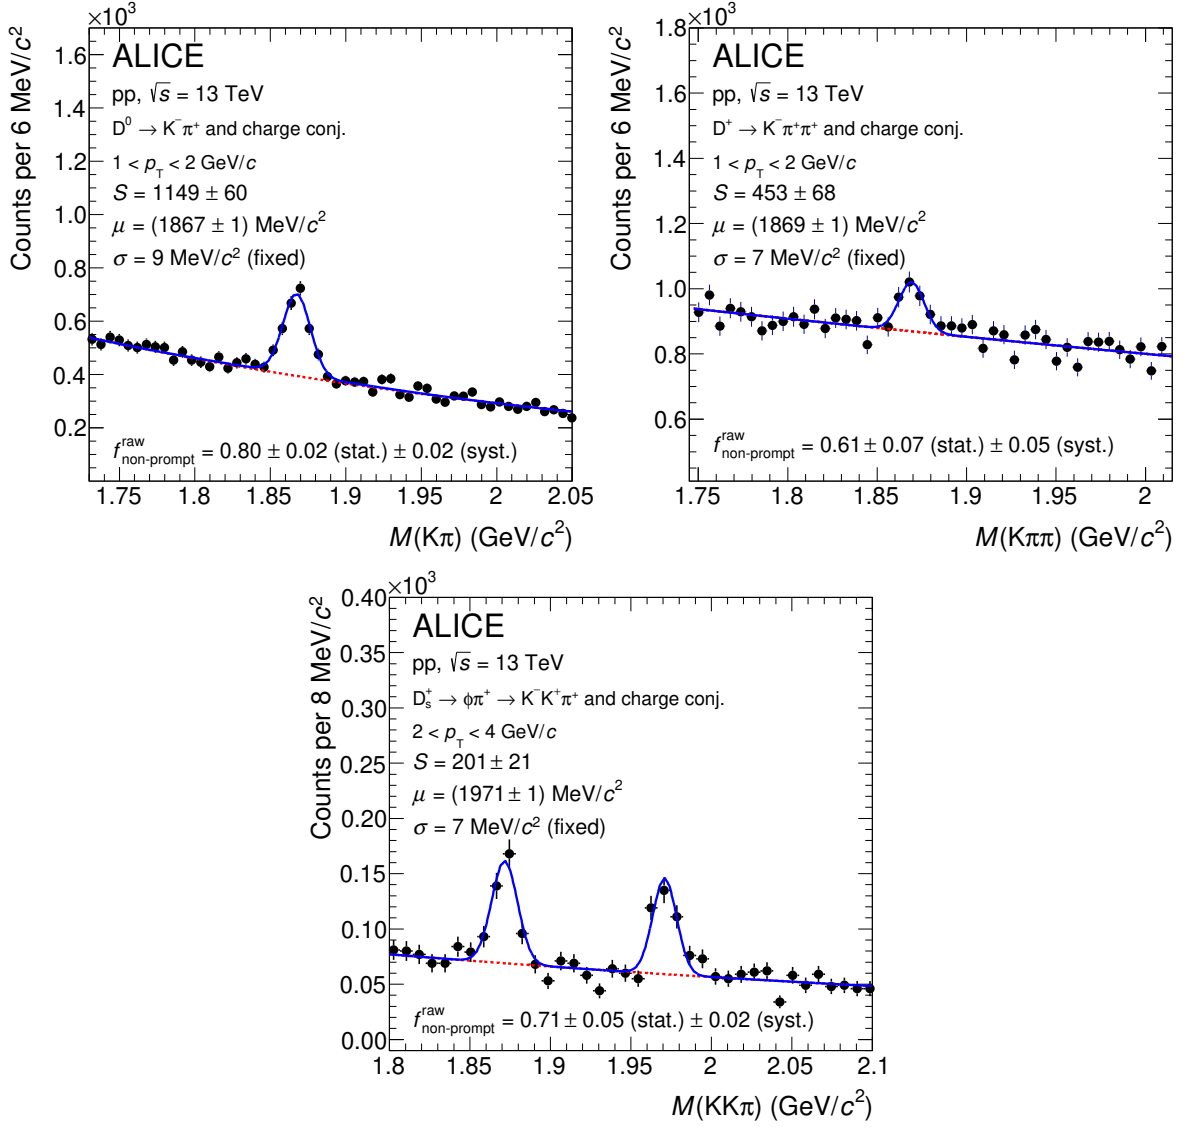 ×10³
Counts per 6 MeV/c²
1.6
1.4
1.2
1.0
0.8
0.6
0.4
0.2
ALICE
pp, √s = 13 TeV
D⁰ → K⁻π⁺ and charge conj.
1 < p_T < 2 GeV/c
S = 1149 ± 60
μ = (1867 ± 1) MeV/c²
σ = 9 MeV/c² (fixed)
f^raw_non-prompt = 0.80 ± 0.02 (stat.) ± 0.02 (syst.)
1.75 1.8 1.85 1.9 1.95 2 2.05
M(Kπ) (GeV/c²)
×10³
Counts per 6 MeV/c²
1.8
1.6
1.4
1.2
1.0
0.8
0.6
ALICE
pp, √s = 13 TeV
D⁺ → K⁻π⁺π⁺ and charge conj.
1 < p_T < 2 GeV/c
S = 453 ± 68
μ = (1869 ± 1) MeV/c²
σ = 7 MeV/c² (fixed)
f^raw_non-prompt = 0.61 ± 0.07 (stat.) ± 0.05 (syst.)
1.75 1.8 1.85 1.9 1.95 2
M(Kππ) (GeV/c²)
×10³
Counts per 8 MeV/c²
0.40
0.35
0.30
0.25
0.20
0.15
0.10
0.05
0.00
ALICE
pp, √s = 13 TeV
D_s⁺ → ϕπ⁺ → K⁻K⁺π⁺ and charge conj.
2 < p_T < 4 GeV/c
S = 201 ± 21
μ = (1971 ± 1) MeV/c²
σ = 7 MeV/c² (fixed)
f^raw_non-prompt = 0.71 ± 0.05 (stat.) ± 0.02 (syst.)
1.8 1.85 1.9 1.95 2 2.05 2.1
M(KKπ) (GeV/c²)